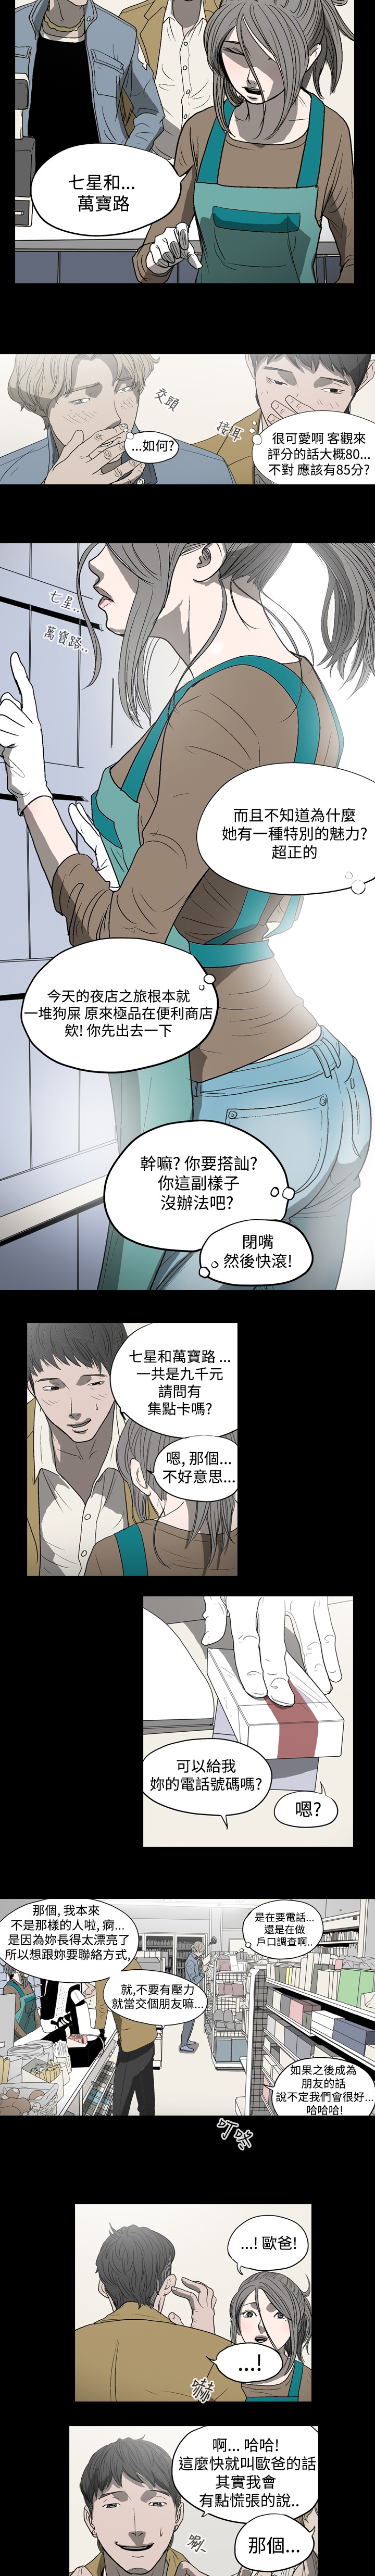 七星和...
萬寶路
交頭
...如何?
接耳
很可愛啊 客觀來
評分的話大概80...
不對 應該有85分?
七星..
萬寶路..
而且不知道為什麼
她有一種特別的魅力?
超正的
今天的夜店之旅根本就
一堆狗屎 原來極品在便利商店
欸! 你先出去一下
幹嘛? 你要搭訕?
你這副樣子
沒辦法吧?
閉嘴
然後快滾!
七星和萬寶路 ...
一共是九千元
請問有
集點卡嗎?
嗯, 那個...
不好意思...
可以給我
妳的電話號碼嗎?
嗯?
那個, 我本來
不是那樣的人啦, 痾...
是因為妳長得太漂亮了
所以想跟妳要聯絡方式,
是在要電話...
還是在做
戶口調查啊..
就,不要有壓力
就當交個朋友嘛...
如果之後成為
朋友的話
說不定我們會很好...
哈哈哈!
叮咚
...! 歐爸!
...!
嚇
啊... 哈哈!
這麼快就叫歐爸的話
其實我會
有點慌張的說..
唰
那個...